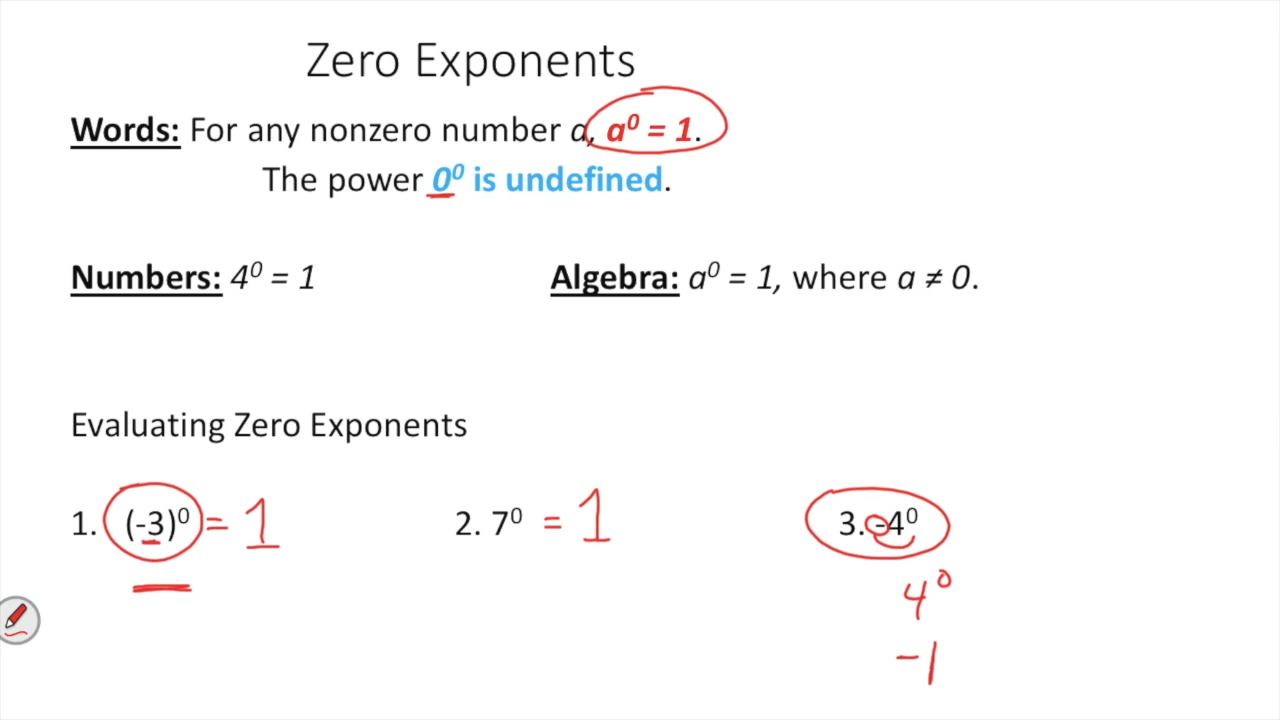 Zero Exponents
Words: For any nonzero number a, a⁰ = 1.
The power 0⁰ is undefined.
Numbers: 4⁰ = 1
Algebra: a⁰ = 1, where a ≠ 0.
Evaluating Zero Exponents
1. (-3)⁰ = 1
2. 7⁰ = 1
3. -4⁰
4⁰
-1